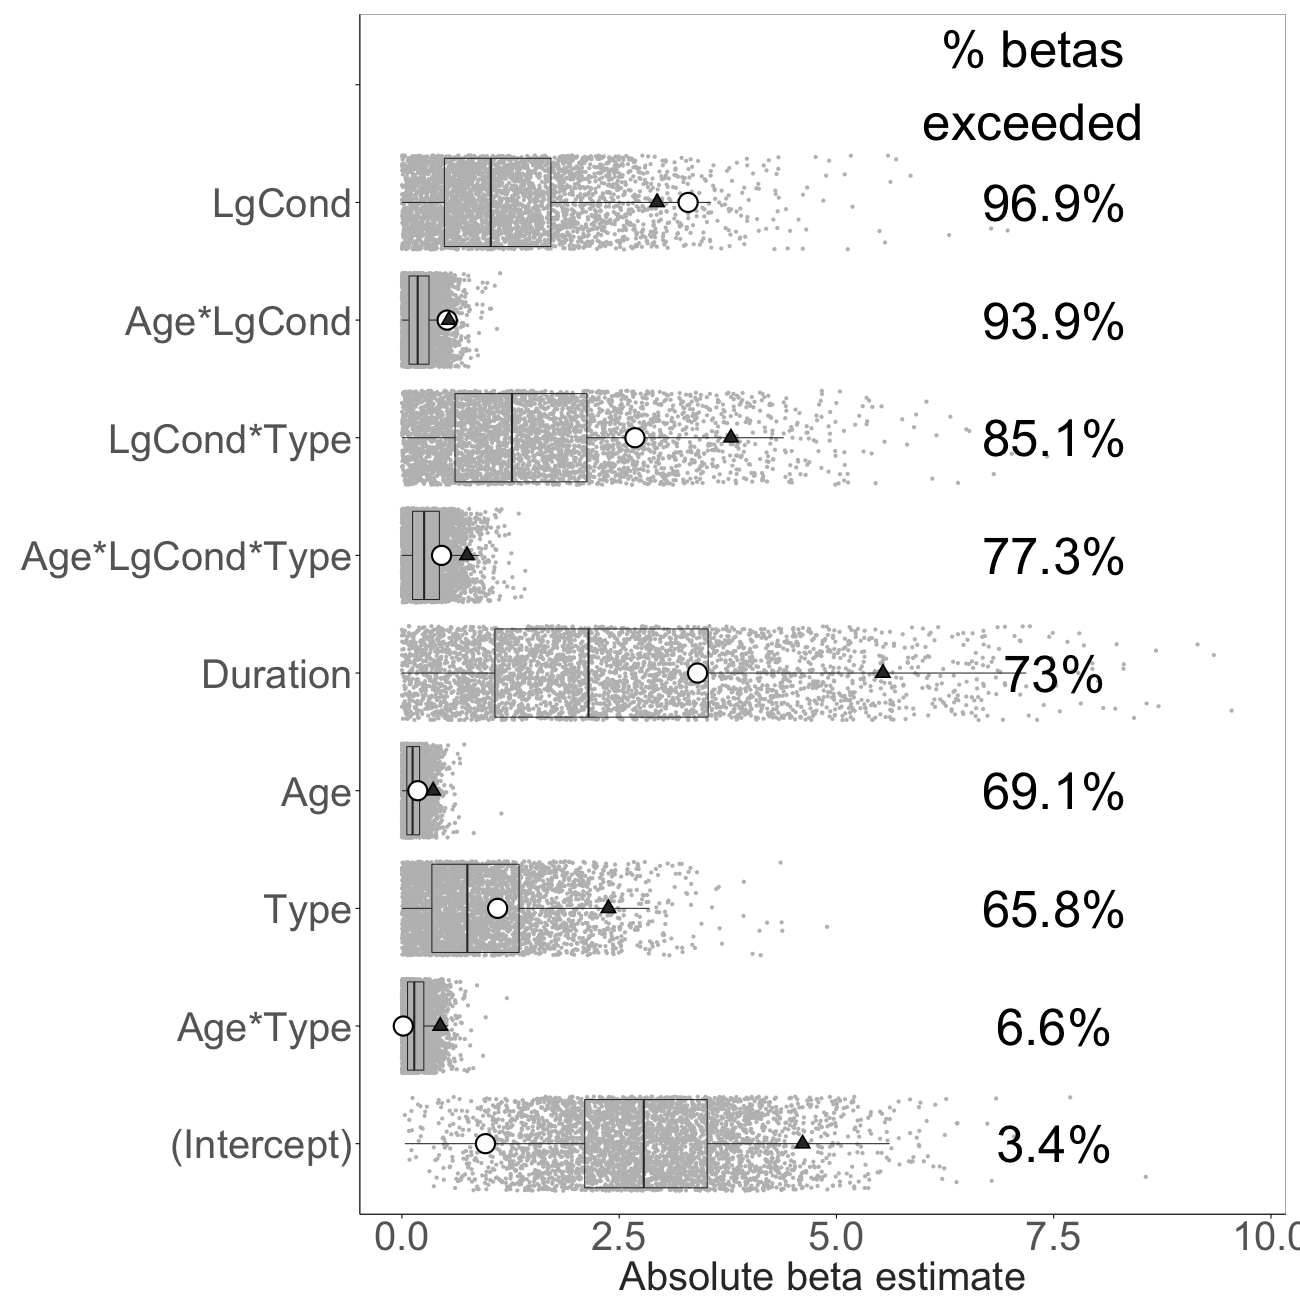 % betas
exceeded
LgCond 96.9%
Age*LgCond 93.9%
LgCond*Type 85.1%
Age*LgCond*Type 77.3%
Duration 73%
Age 69.1%
Type 65.8%
Age*Type 6.6%
(Intercept) 3.4%
0.0 2.5 5.0 7.5 10.0
Absolute beta estimate